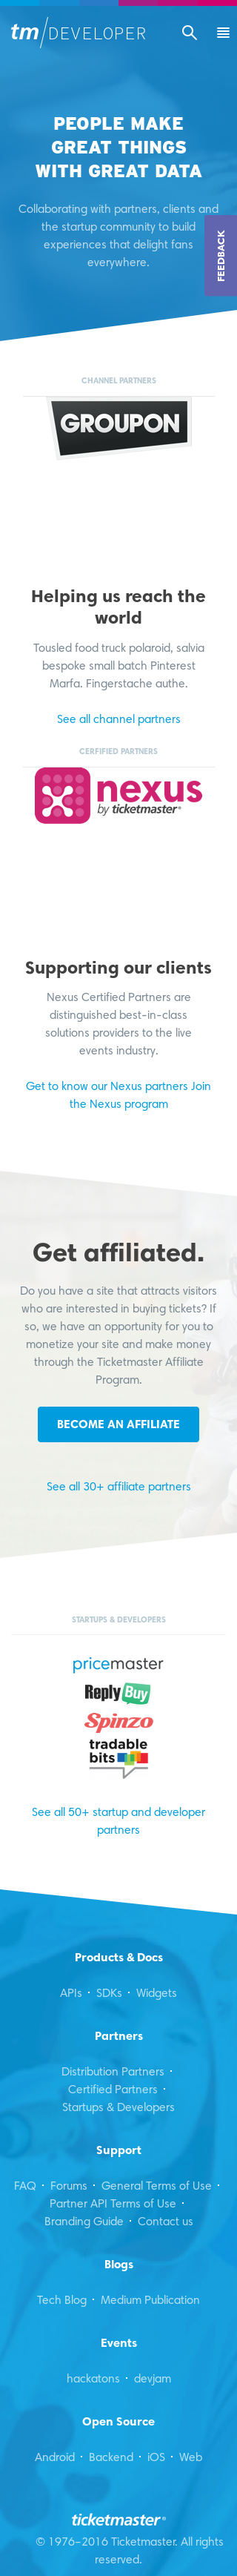 tm/DEVELOPER
PEOPLE MAKE
GREAT THINGS
WITH GREAT DATA
Collaborating with partners, clients and
the startup community to build
experiences that delight fans
everywhere.
FEEDBACK
CHANNEL PARTNERS
GROUPON
Helping us reach the
world
Tousled food truck polaroid, salvia
bespoke small batch Pinterest
Marfa. Fingerstache authe.
See all channel partners
CERFIFIED PARTNERS
nexus
by ticketmaster®
Supporting our clients
Nexus Certified Partners are
distinguished best-in-class
solutions providers to the live
events industry.
Get to know our Nexus partners Join
the Nexus program
Get affiliated.
Do you have a site that attracts visitors
who are interested in buying tickets? If
so, we have an opportunity for you to
monetize your site and make money
through the Ticketmaster Affiliate
Program.
BECOME AN AFFILIATE
See all 30+ affiliate partners
STARTUPS & DEVELOPERS
pricemaster
Reply Buy
Spinzo
tradable
bits
See all 50+ startup and developer
partners
Products & Docs
APIs · SDKs · Widgets
Partners
Distribution Partners ·
Certified Partners ·
Startups & Developers
Support
FAQ · Forums · General Terms of Use ·
Partner API Terms of Use ·
Branding Guide · Contact us
Blogs
Tech Blog · Medium Publication
Events
hackatons · devjam
Open Source
Android · Backend · iOS · Web
ticketmaster®
© 1976–2016 Ticketmaster. All rights
reserved.